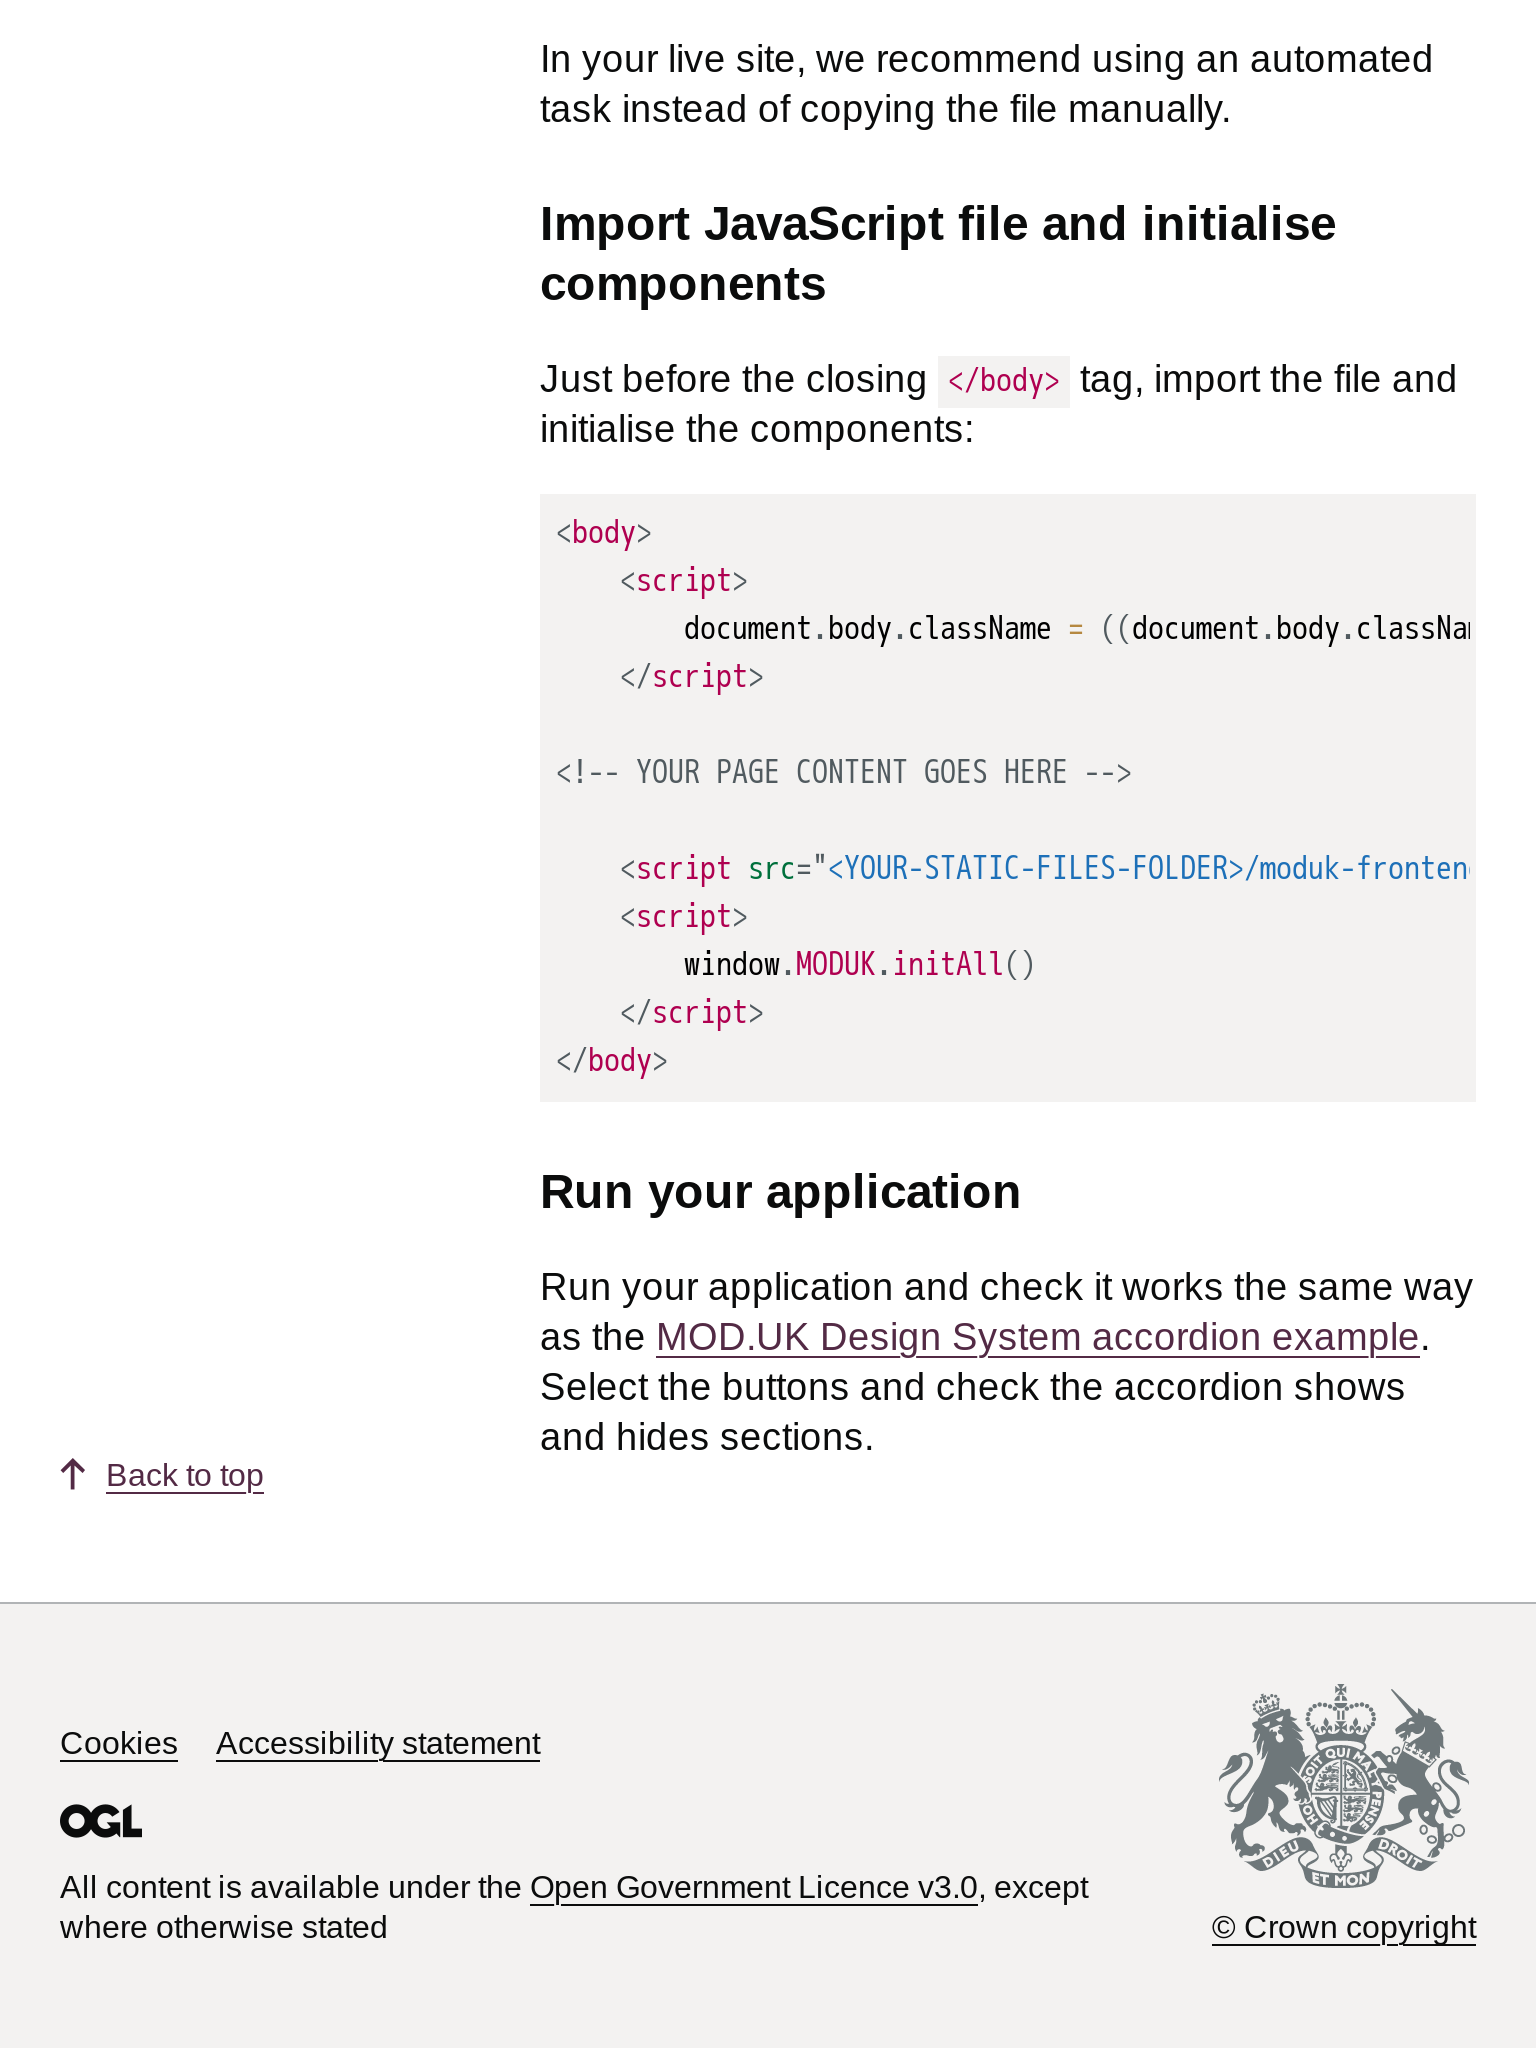 In your live site, we recommend using an automated
task instead of copying the file manually.
Import JavaScript file and initialise
components
Just before the closing </body> tag, import the file and
initialise the components:
<body>
    <script>
        document.body.className = ((document.body.classNam
    </script>
<!-- YOUR PAGE CONTENT GOES HERE -->
    <script src="<YOUR-STATIC-FILES-FOLDER>/moduk-frontend
    <script>
        window.MODUK.initAll()
    </script>
</body>
Run your application
Run your application and check it works the same way
as the MOD.UK Design System accordion example.
Select the buttons and check the accordion shows
and hides sections.
Back to top
Cookies Accessibility statement
OGL
All content is available under the Open Government Licence v3.0, except
where otherwise stated
SOIT QUI MAL
PENSE
HO
DIEU
ET MON
DROIT
© Crown copyright